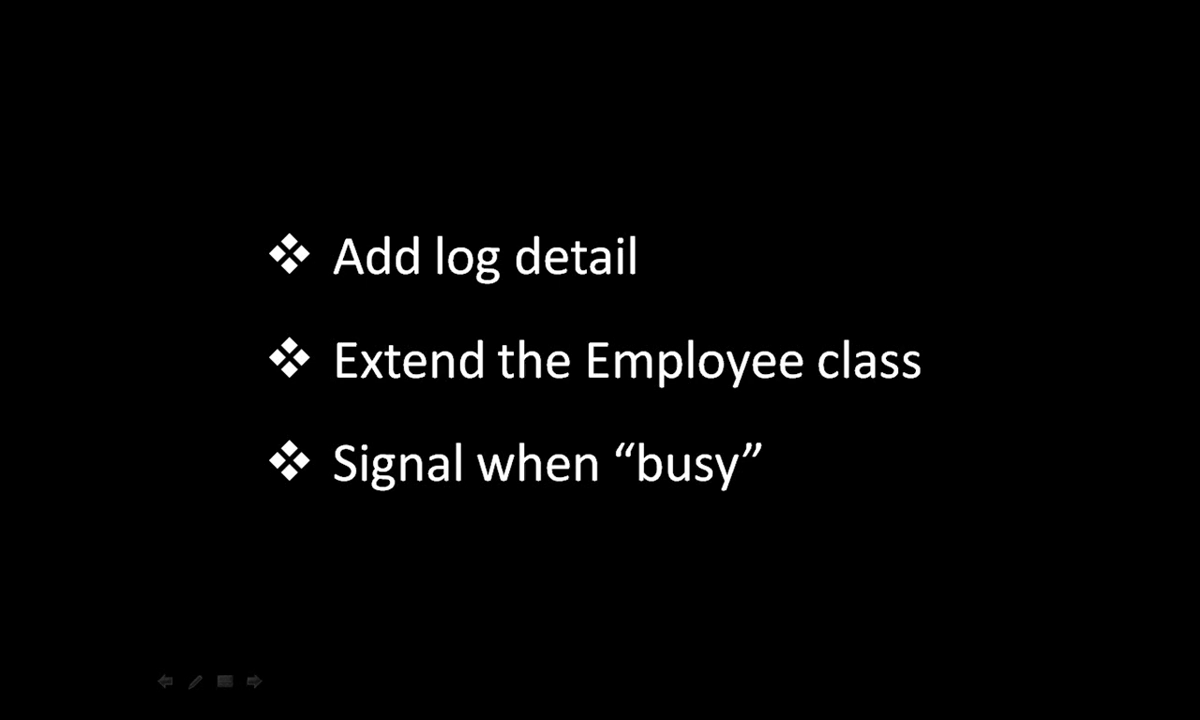 ❖ Add log detail
❖ Extend the Employee class
❖ Signal when “busy”